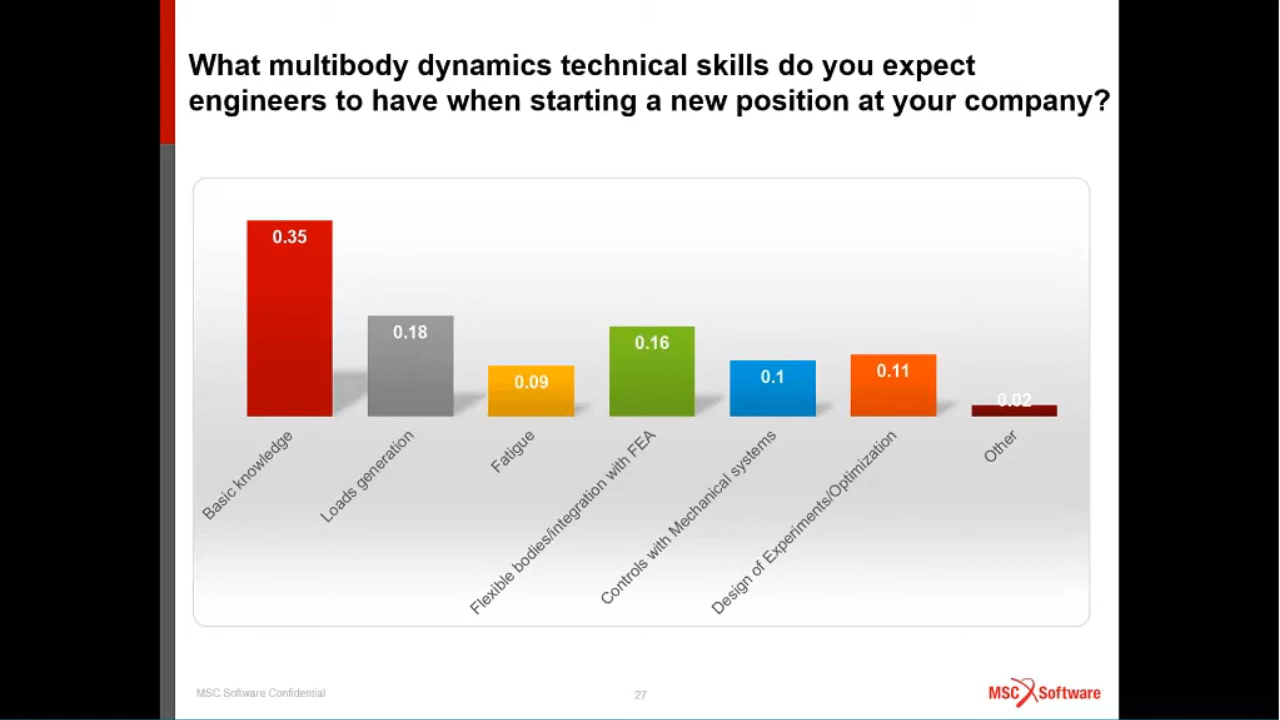 What multibody dynamics technical skills do you expect
engineers to have when starting a new position at your company?
0.35
0.18
0.09
0.16
0.1
0.11
0.02
Basic knowledge
Loads generation
Fatigue
Flexible bodies/integration with FEA
Controls with Mechanical systems
Design of Experiments/Optimization
Other
MSC Software Confidential
27
MSC Software